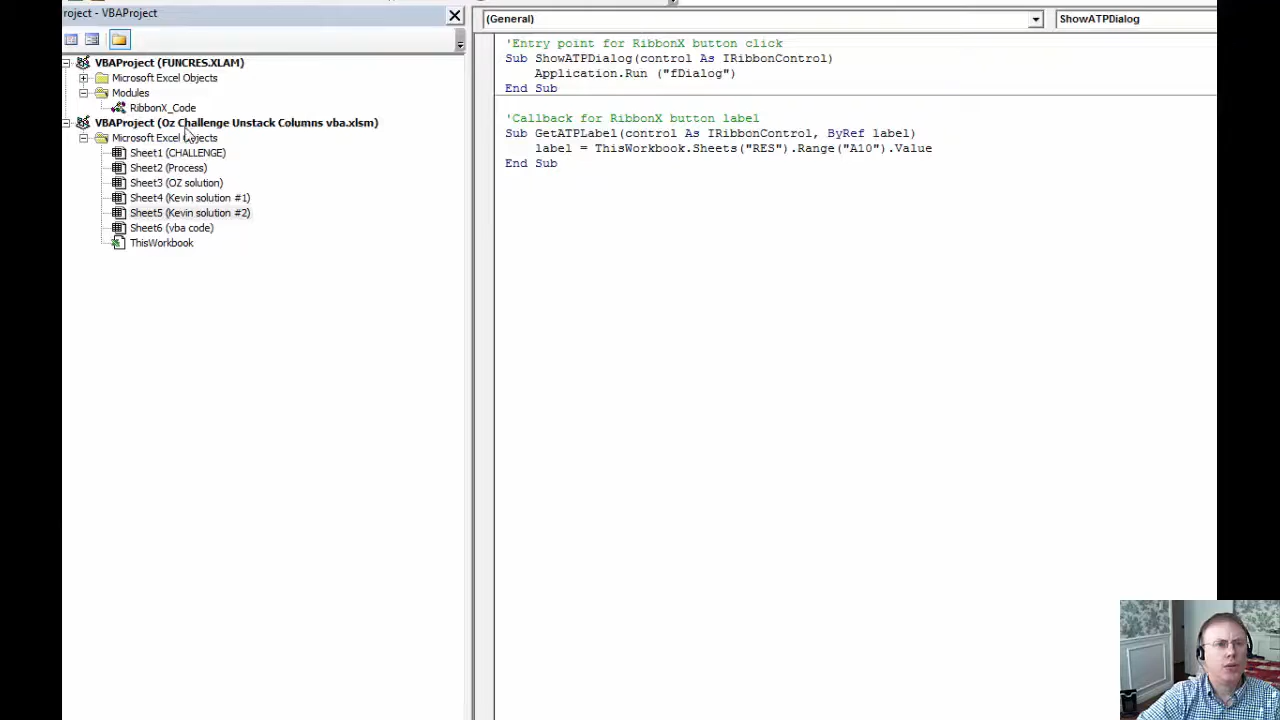 roject - VBAProject
(General)
ShowATPDialog
VBAProject (FUNCRES.XLAM)
Microsoft Excel Objects
Modules
RibbonX_Code
VBAProject (Oz Challenge Unstack Columns vba.xlsm)
Microsoft Excel Objects
Sheet1 (CHALLENGE)
Sheet2 (Process)
Sheet3 (OZ solution)
Sheet4 (Kevin solution #1)
Sheet5 (Kevin solution #2)
Sheet6 (vba code)
ThisWorkbook
'Entry point for RibbonX button click
Sub ShowATPDialog(control As IRibbonControl)
Application.Run ("fDialog")
End Sub
'Callback for RibbonX button label
Sub GetATPLabel(control As IRibbonControl, ByRef label)
label = ThisWorkbook.Sheets("RES").Range("A10").Value
End Sub